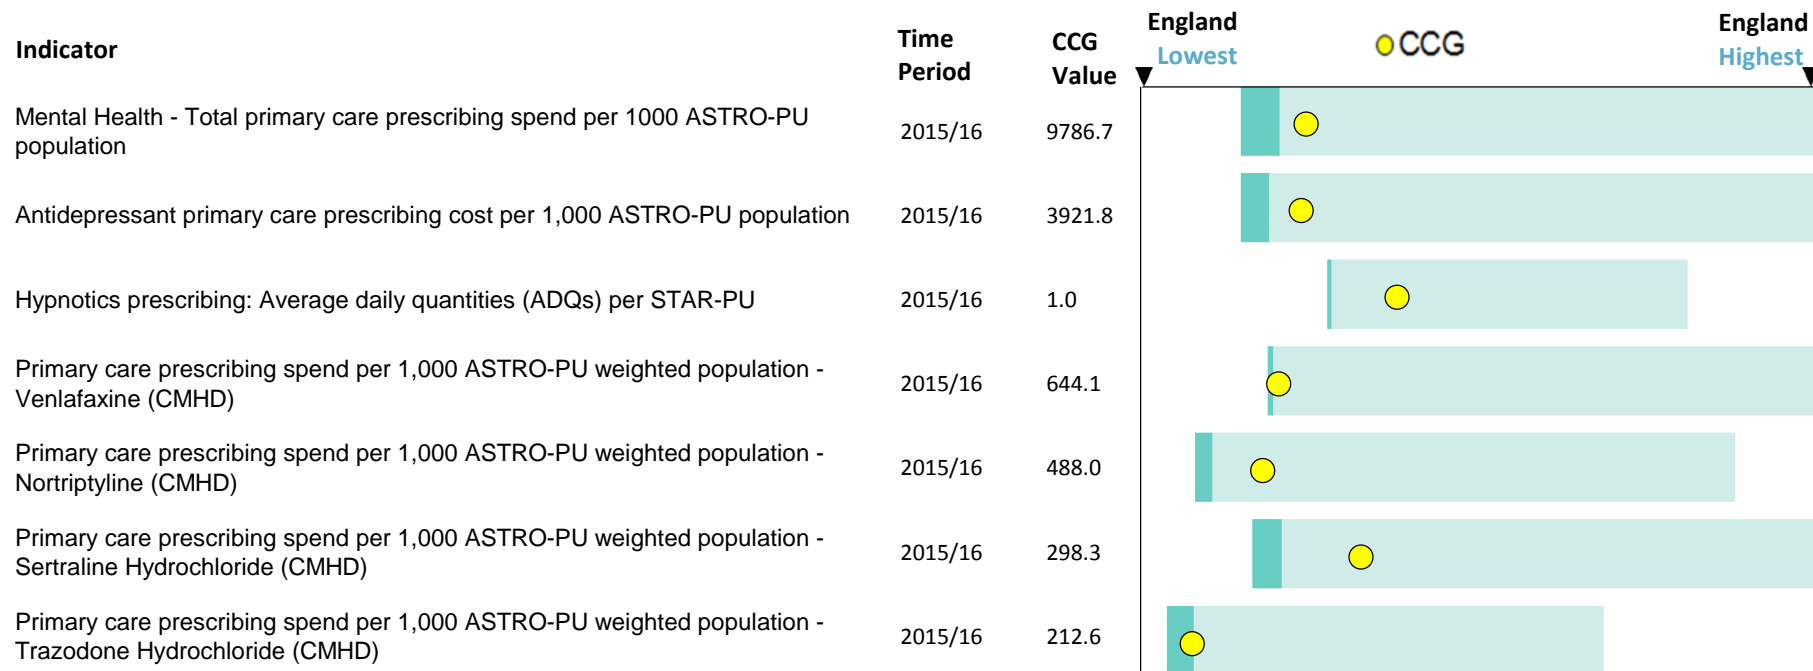 Indicator
Time
Period
CCG
Value
England
Lowest
CCG
England
Highest
Mental Health - Total primary care prescribing spend per 1000 ASTRO-PU
population
2015/16
9786.7
Antidepressant primary care prescribing cost per 1,000 ASTRO-PU population
2015/16
3921.8
Hypnotics prescribing: Average daily quantities (ADQs) per STAR-PU
2015/16
1.0
Primary care prescribing spend per 1,000 ASTRO-PU weighted population -
Venlafaxine (CMHD)
2015/16
644.1
Primary care prescribing spend per 1,000 ASTRO-PU weighted population -
Nortriptyline (CMHD)
2015/16
488.0
Primary care prescribing spend per 1,000 ASTRO-PU weighted population -
Sertraline Hydrochloride (CMHD)
2015/16
298.3
Primary care prescribing spend per 1,000 ASTRO-PU weighted population -
Trazodone Hydrochloride (CMHD)
2015/16
212.6